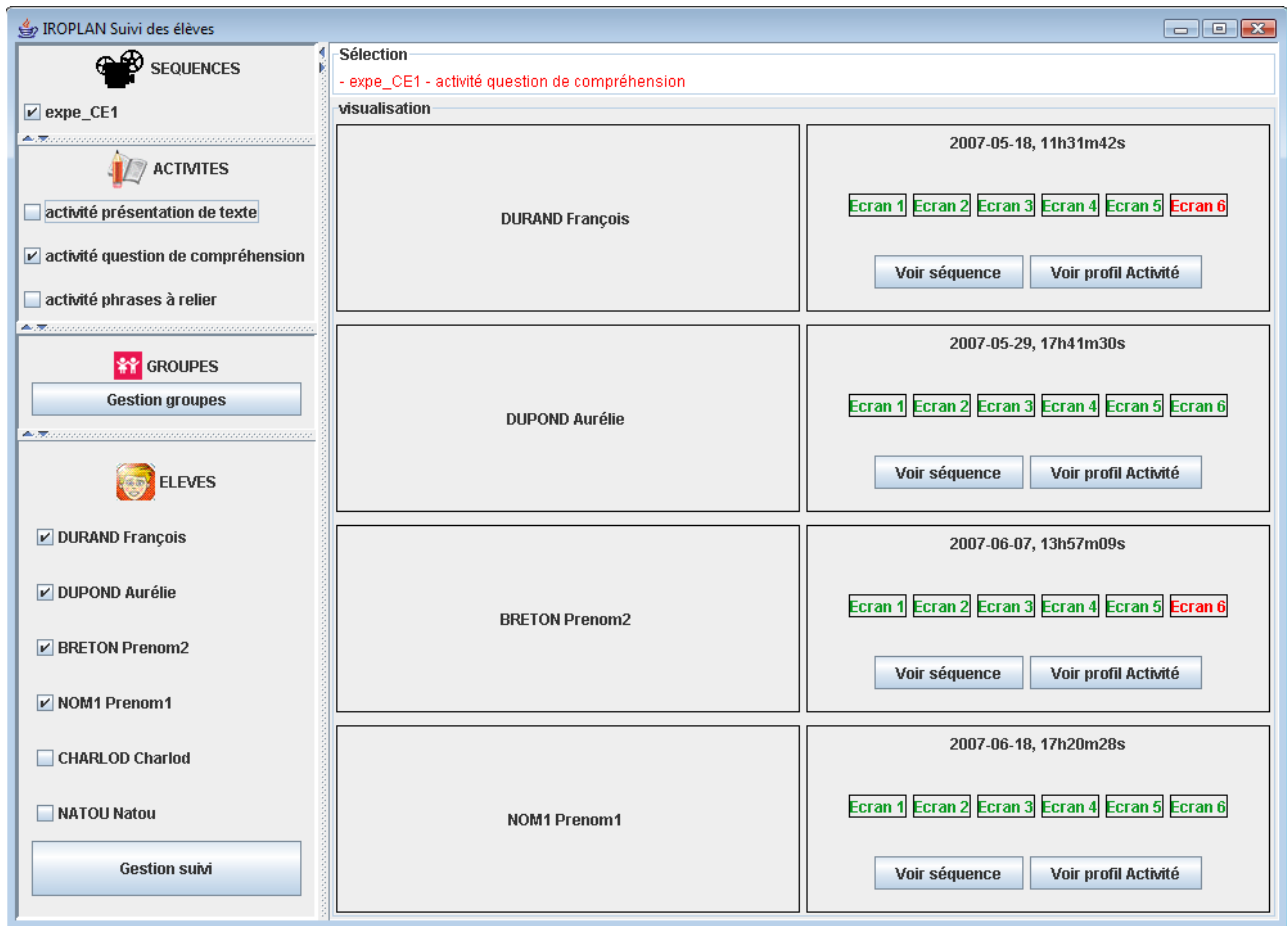 IROPLAN Suivi des élèves
SEQUENCES
expe_CE1
ACTIVITES
activité présentation de texte
activité question de compréhension
activité phrases à relier
GROUPES
Gestion groupes
ELEVES
DURAND François
DUPOND Aurélie
BRETON Prenom2
NOM1 Prenom1
CHARLOD Charlod
NATOU Natou
Gestion suivi
Sélection
- expe_CE1 - activité question de compréhension
visualisation
DURAND François
2007-05-18, 11h31m42s
Ecran 1 Ecran 2 Ecran 3 Ecran 4 Ecran 5 Ecran 6
Voir séquence Voir profil Activité
DUPOND Aurélie
2007-05-29, 17h41m30s
Ecran 1 Ecran 2 Ecran 3 Ecran 4 Ecran 5 Ecran 6
Voir séquence Voir profil Activité
BRETON Prenom2
2007-06-07, 13h57m09s
Ecran 1 Ecran 2 Ecran 3 Ecran 4 Ecran 5 Ecran 6
Voir séquence Voir profil Activité
NOM1 Prenom1
2007-06-18, 17h20m28s
Ecran 1 Ecran 2 Ecran 3 Ecran 4 Ecran 5 Ecran 6
Voir séquence Voir profil Activité